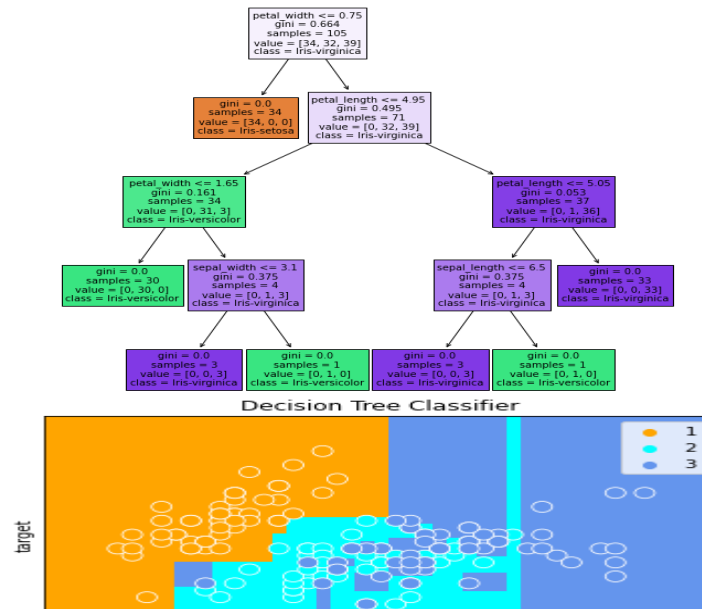 petal_width <= 0.75
gini = 0.664
samples = 105
value = [34, 32, 39]
class = Iris-virginica
gini = 0.0
samples = 34
value = [34, 0, 0]
class = Iris-setosa
petal_length <= 4.95
gini = 0.495
samples = 71
value = [0, 32, 39]
class = Iris-virginica
petal_width <= 1.65
gini = 0.161
samples = 34
value = [0, 31, 3]
class = Iris-versicolor
petal_length <= 5.05
gini = 0.053
samples = 37
value = [0, 1, 36]
class = Iris-virginica
gini = 0.0
samples = 30
value = [0, 30, 0]
class = Iris-versicolor
sepal_width <= 3.1
gini = 0.375
samples = 4
value = [0, 1, 3]
class = Iris-virginica
sepal_length <= 6.5
gini = 0.375
samples = 4
value = [0, 1, 3]
class = Iris-virginica
gini = 0.0
samples = 33
value = [0, 0, 33]
class = Iris-virginica
gini = 0.0
samples = 3
value = [0, 0, 3]
class = Iris-virginica
gini = 0.0
samples = 1
value = [0, 1, 0]
class = Iris-versicolor
gini = 0.0
samples = 3
value = [0, 0, 3]
class = Iris-virginica
gini = 0.0
samples = 1
value = [0, 1, 0]
class = Iris-versicolor
Decision Tree Classifier
1
2
3
target